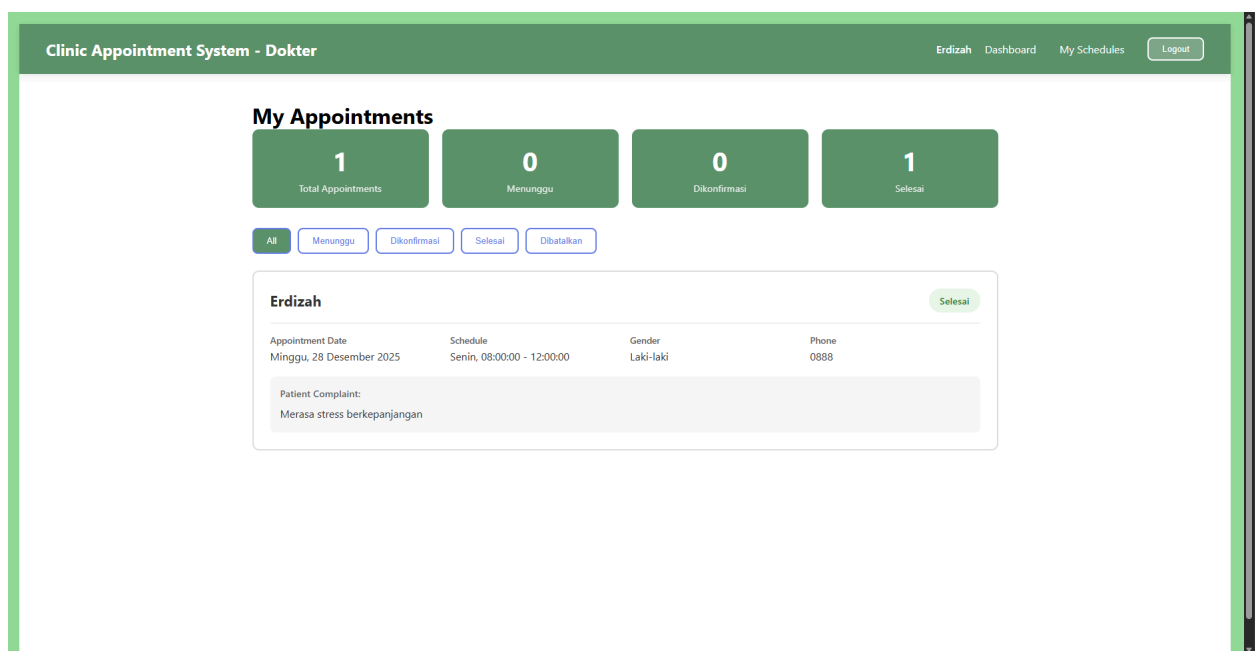 Clinic Appointment System - Dokter
Erdizah Dashboard My Schedules Logout
My Appointments
1 0 0 1
Total Appointments Menunggu Dikonfirmasi Selesai
All Menunggu Dikonfirmasi Selesai Dibatalkan
Erdizah Selesai
Appointment Date Schedule Gender Phone
Minggu, 28 Desember 2025 Senin, 08:00:00 - 12:00:00 Laki-laki 0888
Patient Complaint:
Merasa stress berkepanjangan